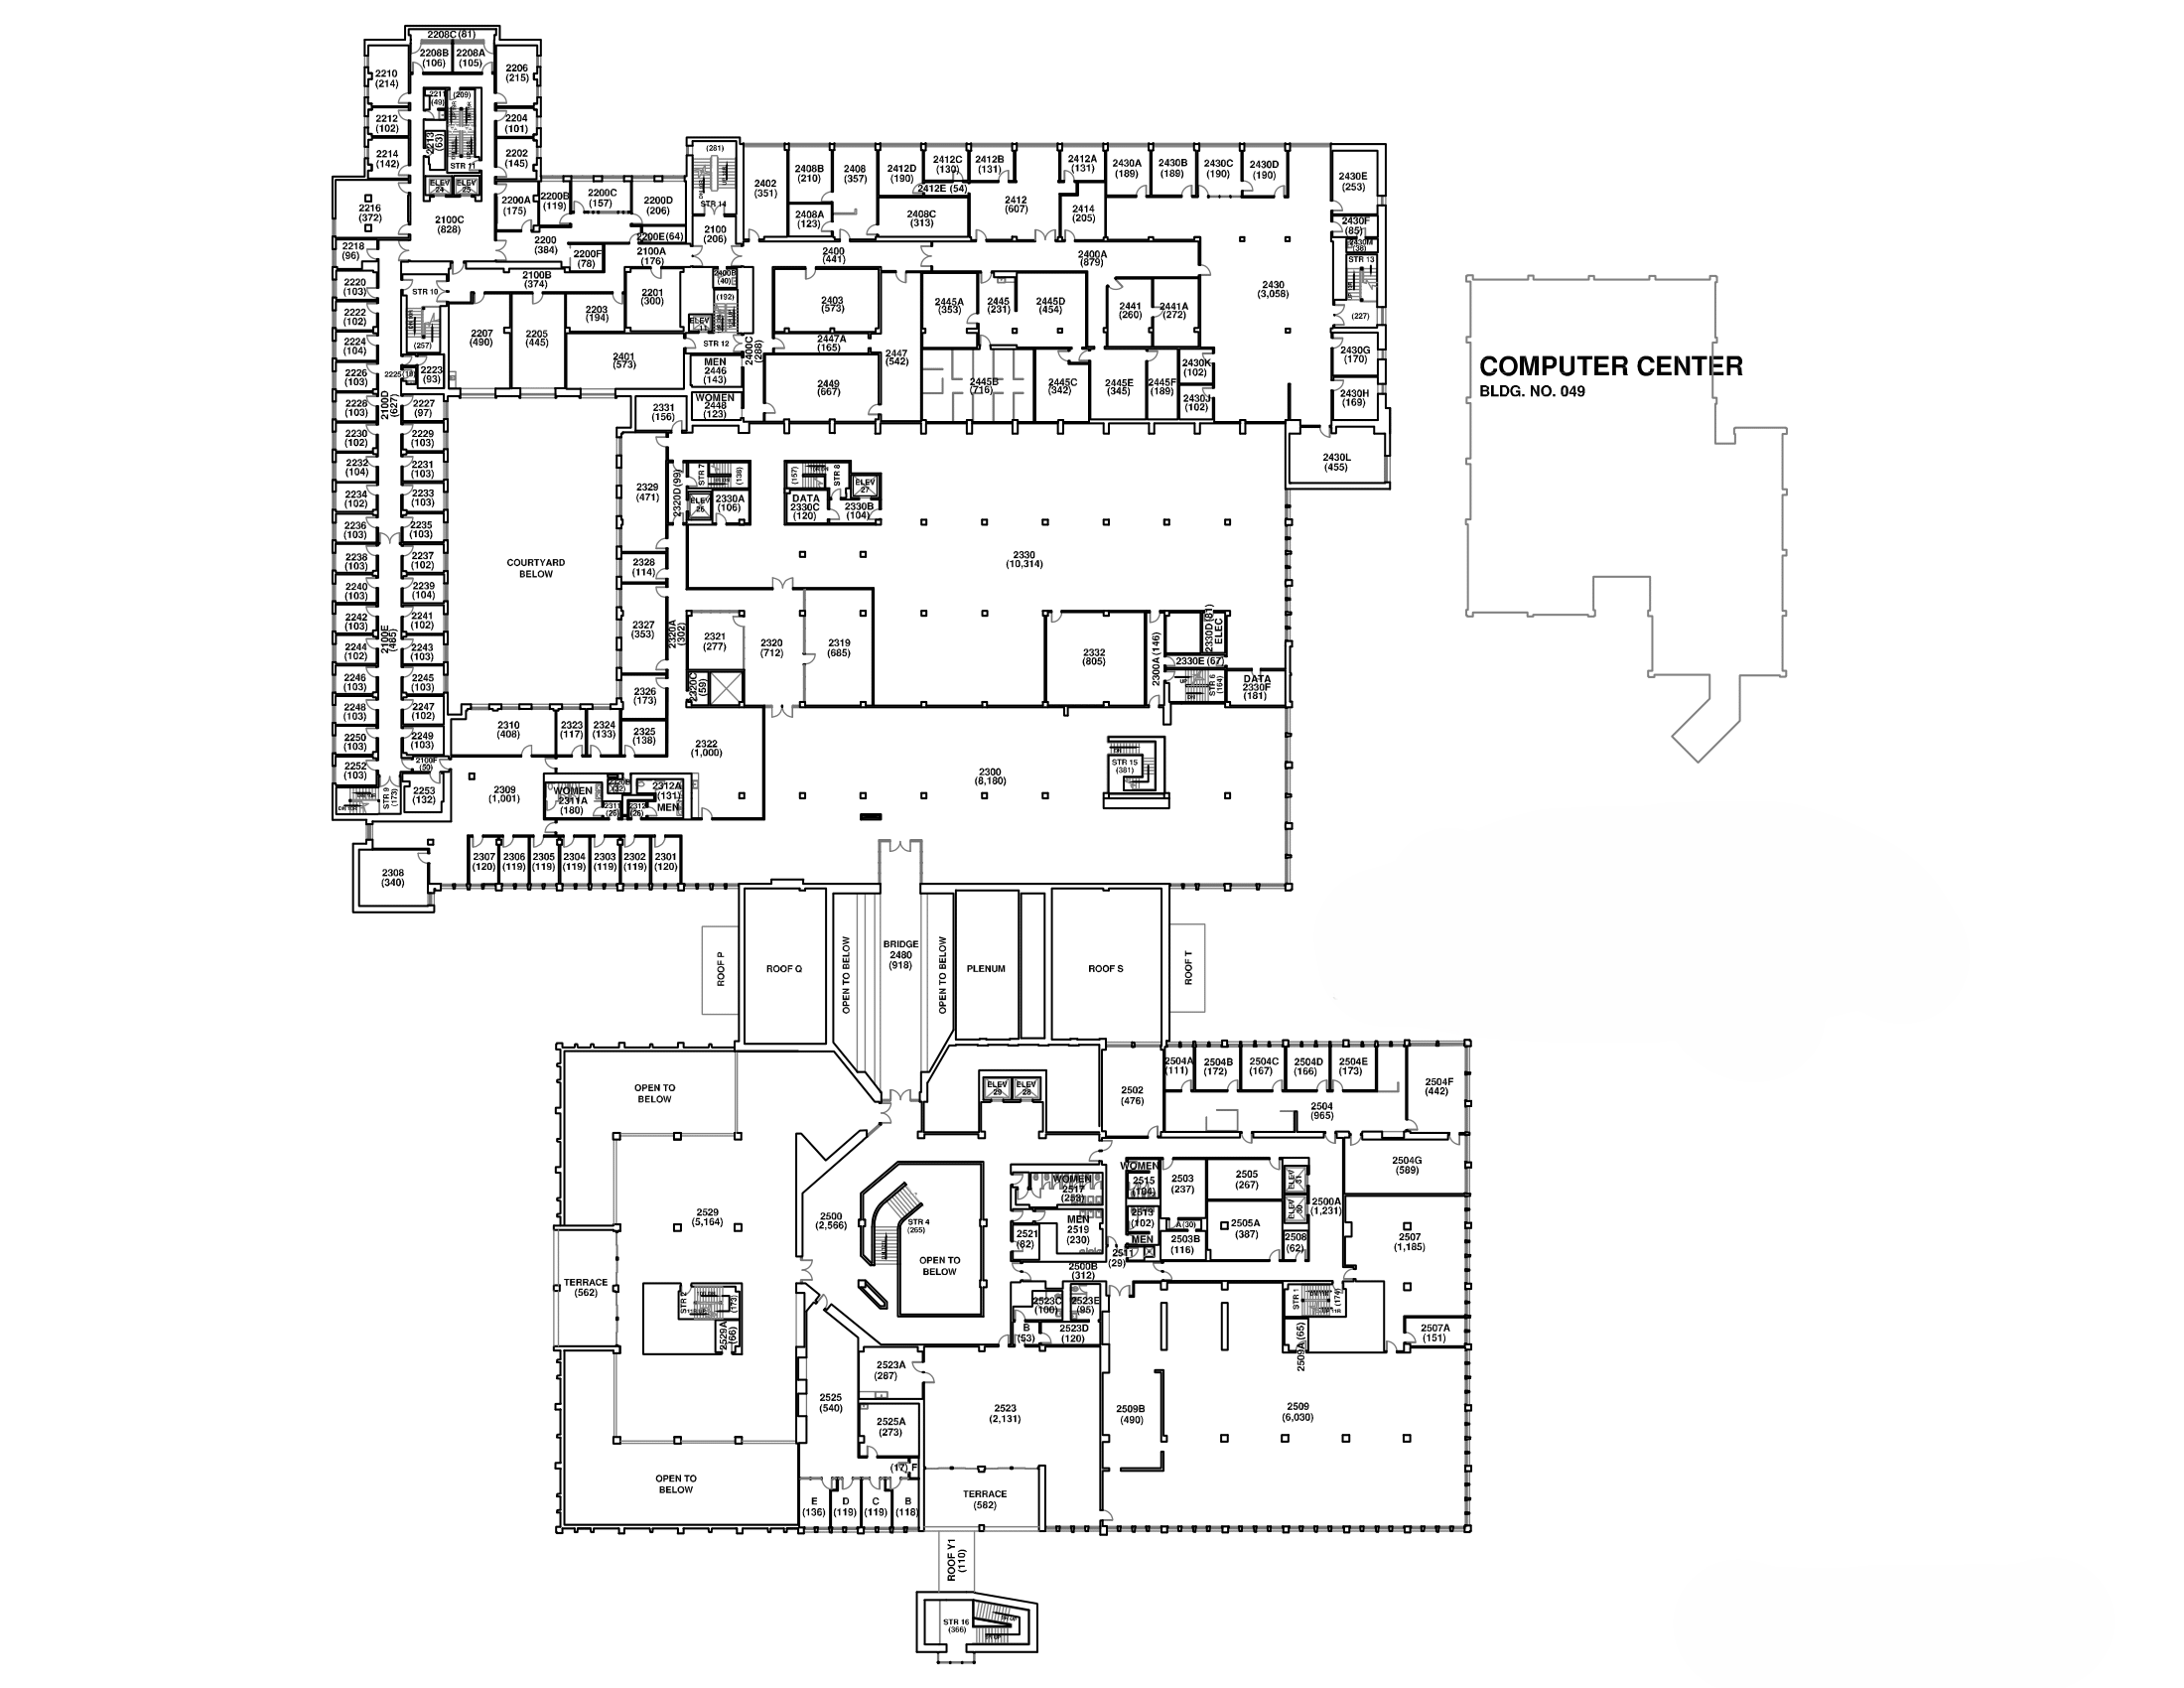 2208C (81)
2208B
(106)
2208A
(105)
2210
(214)
2206
(215)
2211
(49)
(209)
2212
(102)
2204
(101)
2213
(63)
2214
(142)
2202
(145)
STR 11
ELEV
24
ELEV
25
2216
(372)
2100C
(828)
2200A
(175)
2200B
(119)
2200C
(157)
2200D
(206)
2200E (64)
2200
(384)
2200F
(78)
2100A
(176)
2100B
(374)
(281)
STR 14
2100
(206)
2402
(351)
2408B
(210)
2408
(357)
2408A
(123)
2412D
(190)
2412C
(130)
2412B
(131)
2412E (54)
2408C
(313)
2412
(607)
2412A
(131)
2414
(205)
2430A
(189)
2430B
(189)
2430C
(190)
2430D
(190)
2430E
(253)
2430F
(85)
2430M
(38)
STR 13
(227)
2400
(441)
2400A
(879)
2430
(3,058)
2218
(96)
2220
(103)
2222
(102)
2224
(104)
2226
(103)
2228
(103)
2230
(102)
2232
(104)
2234
(102)
2236
(103)
2238
(103)
2240
(103)
2242
(103)
2244
(102)
2246
(103)
2248
(103)
2250
(103)
2252
(103)
STR 10
(257)
2225
2223
(93)
2100D
(627)
2227
(97)
2229
(103)
2231
(103)
2233
(103)
2235
(103)
2237
(102)
2239
(104)
2241
(102)
2100E
(485)
2243
(103)
2245
(103)
2247
(102)
2249
(103)
2100F
(50)
2253
(132)
STR 9
(173)
2207
(490)
2205
(445)
2203
(194)
2201
(300)
2401
(573)
2400B
(40)
(192)
ELEV
STR 12
2400C
(288)
MEN
2446
(143)
WOMEN
2448
(123)
2403
(573)
2447A
(165)
2447
(542)
2449
(667)
2445A
(353)
2445
(231)
2445D
(454)
2445B
(716)
2445C
(342)
2445E
(345)
2445F
(189)
2441
(260)
2441A
(272)
2430K
(102)
2430J
(102)
2430G
(170)
2430H
(169)
2430L
(455)
COMPUTER CENTER
BLDG. NO. 049
COURTYARD
BELOW
2331
(156)
2329
(471)
2320D (99)
STR 7
(138)
ELEV
26
2330A
(106)
(157)
STR 8
ELEV
27
DATA
2330C
(120)
2330B
(104)
2330
(10,314)
2328
(114)
2327
(353)
2320A
(302)
2321
(277)
2320
(712)
2319
(685)
2320C
(59)
2326
(173)
2332
(805)
2300A (146)
2330D (81)
ELEC
2330E (67)
STR 6
(164)
DATA
2330F
(181)
2310
(408)
2323
(117)
2324
(133)
2325
(138)
2322
(1,000)
2300
(8,180)
STR 15
(381)
2309
(1,001)
WOMEN
2311A
(180)
2311
(26)
2312
(26)
2312A
(131)
MEN
2308
(340)
2307
(120)
2306
(119)
2305
(119)
2304
(119)
2303
(119)
2302
(119)
2301
(120)
ROOF P
ROOF Q
OPEN TO BELOW
BRIDGE
2480
(918)
OPEN TO BELOW
PLENUM
ROOF S
ROOF T
OPEN TO
BELOW
ELEV
29
ELEV
28
2502
(476)
2504A
(111)
2504B
(172)
2504C
(167)
2504D
(166)
2504E
(173)
2504F
(442)
2504
(965)
2504G
(589)
2529
(5,164)
2500
(2,566)
STR 4
(265)
OPEN TO
BELOW
WOMEN
2517
(253)
MEN
2519
(230)
2521
(62)
WOMEN
2515
(104)
2513
(102)
MEN
2511
(29)
2503
(237)
A (30)
2503B
(116)
2505
(267)
2505A
(387)
ELEV
31
ELEV
30
2508
(62)
2500A
(1,231)
2507
(1,185)
2500B
(312)
TERRACE
(562)
STR 2
(173)
2529A
(66)
2523C
(100)
2523E
(95)
B
(53)
2523D
(120)
STR 1
(174)
2509A (65)
2507A
(151)
2523A
(287)
2525
(540)
2525A
(273)
2523
(2,131)
2509B
(490)
2509
(6,030)
(17) F
OPEN TO
BELOW
E
(136)
D
(119)
C
(119)
B
(118)
TERRACE
(582)
ROOF Y1
(110)
STR 16
(366)